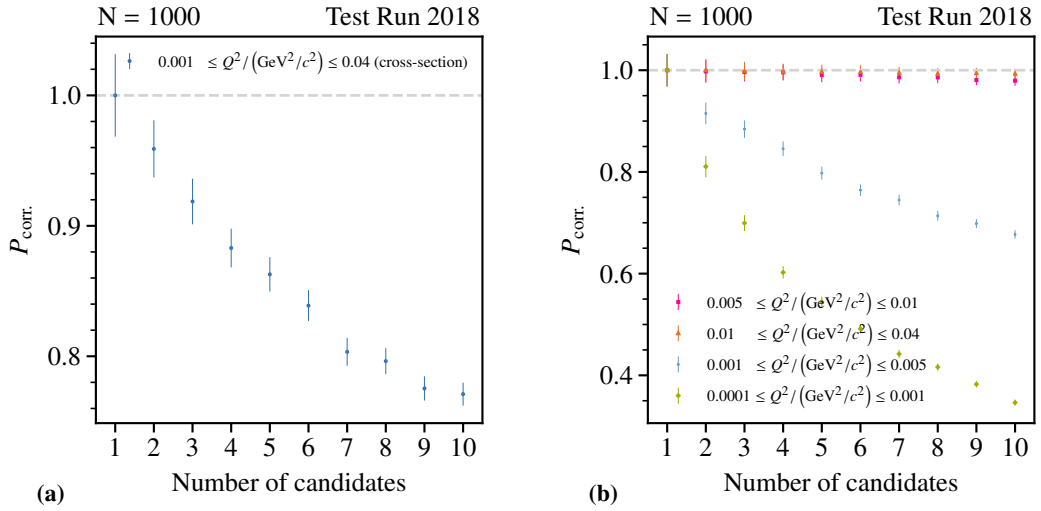 N = 1000 Test Run 2018
0.001 ≤ Q²/(GeV²/c²) ≤ 0.04 (cross-section)
1.0
0.9
0.8
P_corr.
1 2 3 4 5 6 7 8 9 10
Number of candidates
(a)
N = 1000 Test Run 2018
1.0
0.8
0.6
0.4
P_corr.
0.005 ≤ Q²/(GeV²/c²) ≤ 0.01
0.01 ≤ Q²/(GeV²/c²) ≤ 0.04
0.001 ≤ Q²/(GeV²/c²) ≤ 0.005
0.0001 ≤ Q²/(GeV²/c²) ≤ 0.001
1 2 3 4 5 6 7 8 9 10
Number of candidates
(b)